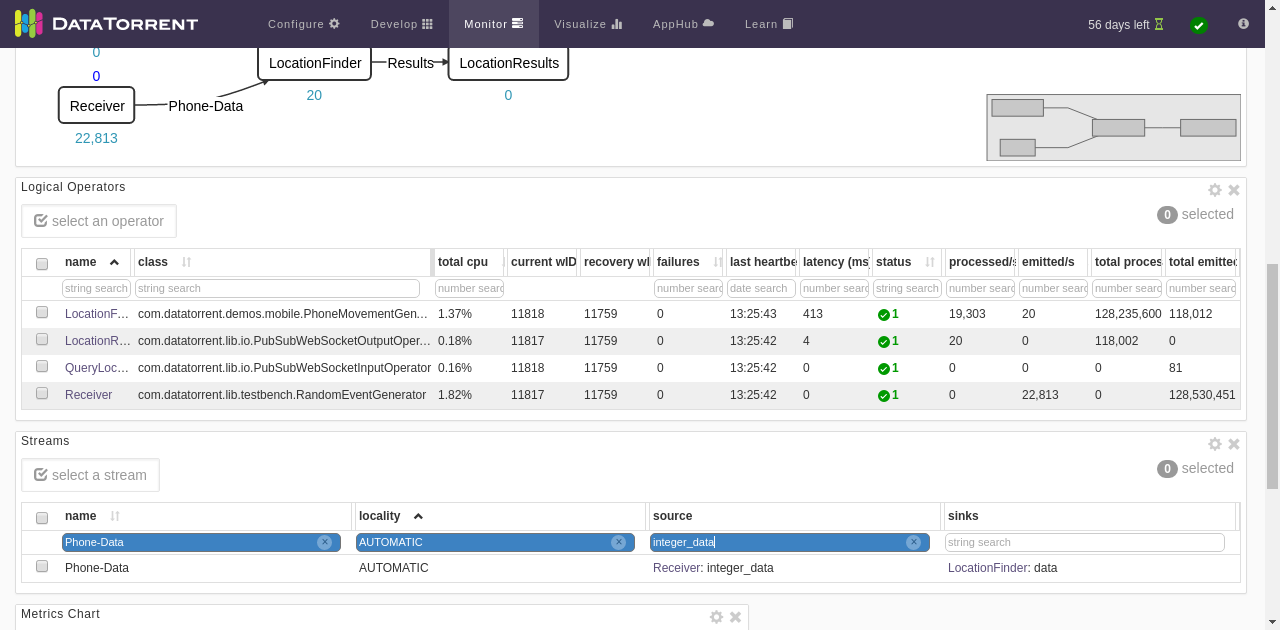 DATATORRENT Configure Develop Monitor Visualize AppHub Learn 56 days left
0
LocationFinder Results LocationResults
0
20 0
Receiver Phone-Data
22,813
Logical Operators
select an operator 0 selected
name class total cpu current wID recovery wI failures last heartbe latency (ms status processed/s emitted/s total proces total emitted
string search string search number searc number searc date search number searc string search number searc number searc number searc number searc
LocationF... com.datatorrent.demos.mobile.PhoneMovementGen... 1.37% 11818 11759 0 13:25:43 413 1 19,303 20 128,235,600 118,012
LocationR... com.datatorrent.lib.io.PubSubWebSocketOutputOper... 0.18% 11817 11759 0 13:25:42 4 1 20 0 118,002 0
QueryLoc... com.datatorrent.lib.io.PubSubWebSocketInputOperator 0.16% 11818 11759 0 13:25:42 0 1 0 0 0 81
Receiver com.datatorrent.lib.testbench.RandomEventGenerator 1.82% 11817 11759 0 13:25:42 0 1 0 22,813 0 128,530,451
Streams
select a stream 0 selected
name locality source sinks
Phone-Data AUTOMATIC integer_data string search
Phone-Data AUTOMATIC Receiver: integer_data LocationFinder: data
Metrics Chart